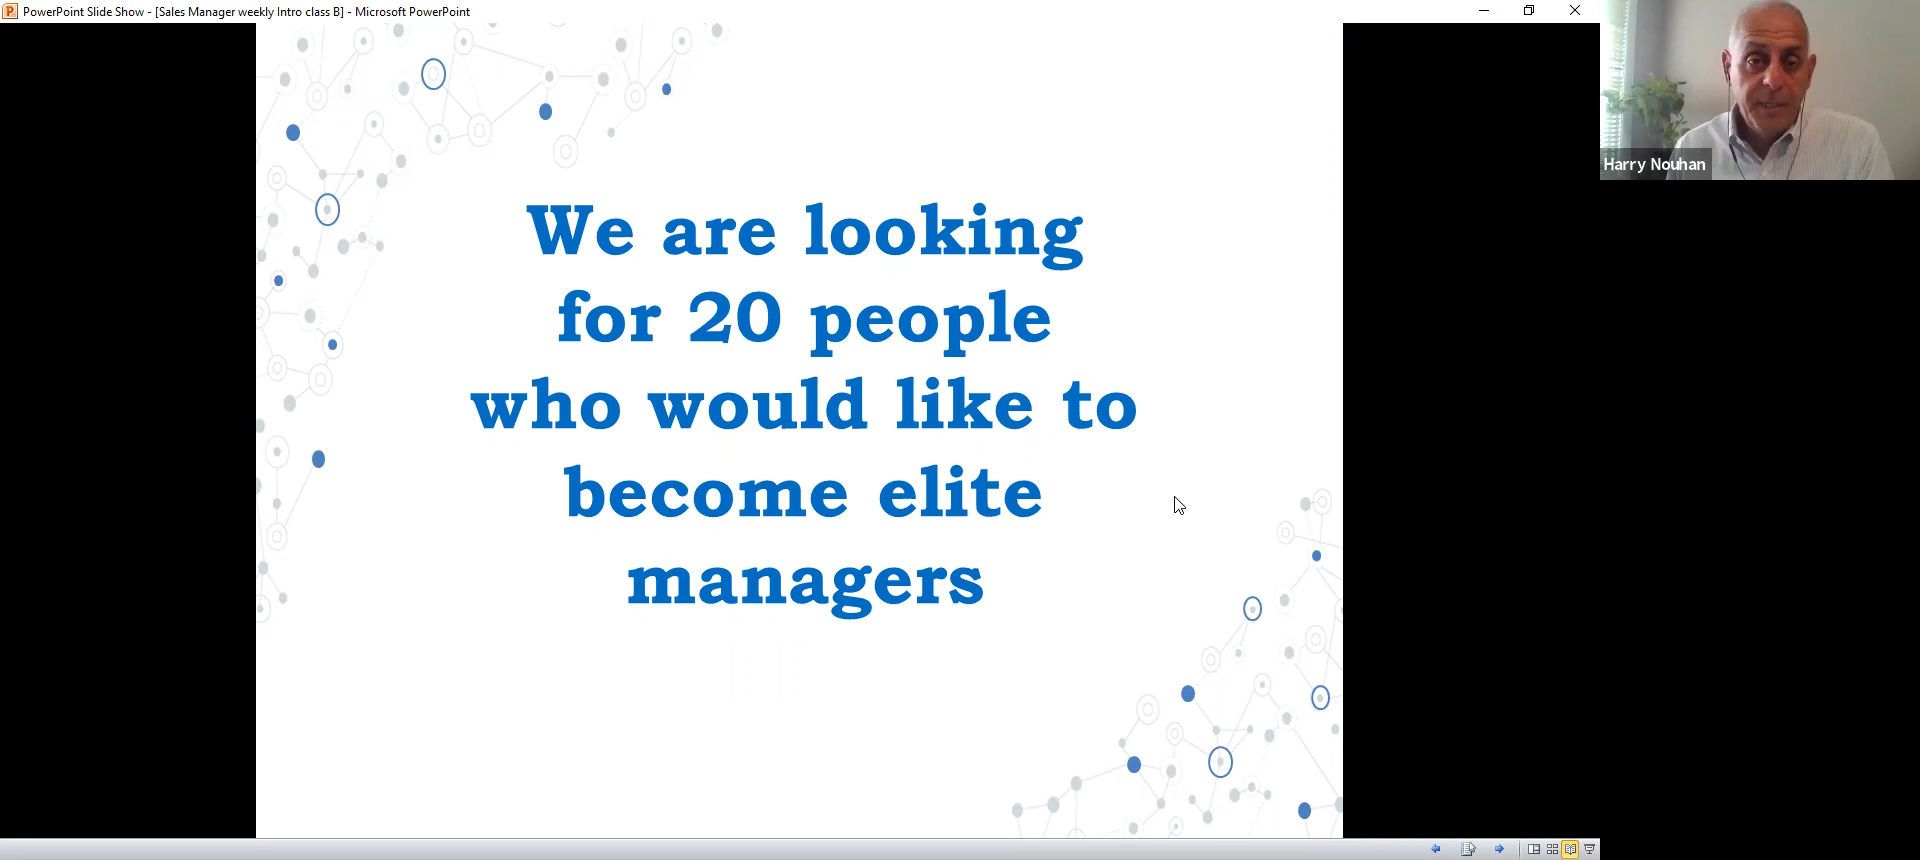 PowerPoint Slide Show - [Sales Manager weekly Intro class B] - Microsoft PowerPoint
Harry Nouhan
We are looking
for 20 people
who would like to
become elite
managers